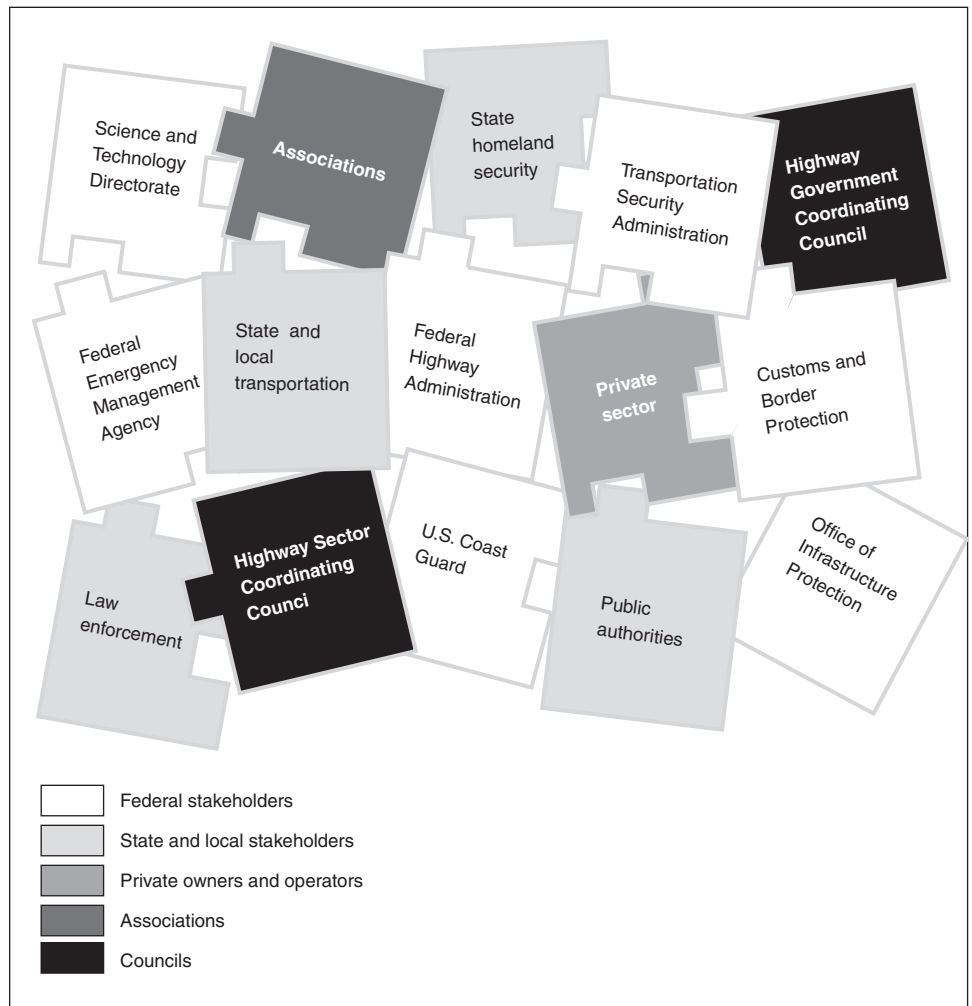 Science and
Technology
Directorate
Associations
State
homeland
security
Transportation
Security
Administration
Highway
Government
Coordinating
Council
Federal
Emergency
Management
Agency
State and
local
transportation
Federal
Highway
Administration
Private
sector
Customs and
Border
Protection
Law
enforcement
Highway Sector
Coordinating
Counci
U.S. Coast
Guard
Public
authorities
Office of
Infrastructure
Protection
Federal stakeholders
State and local stakeholders
Private owners and operators
Associations
Councils